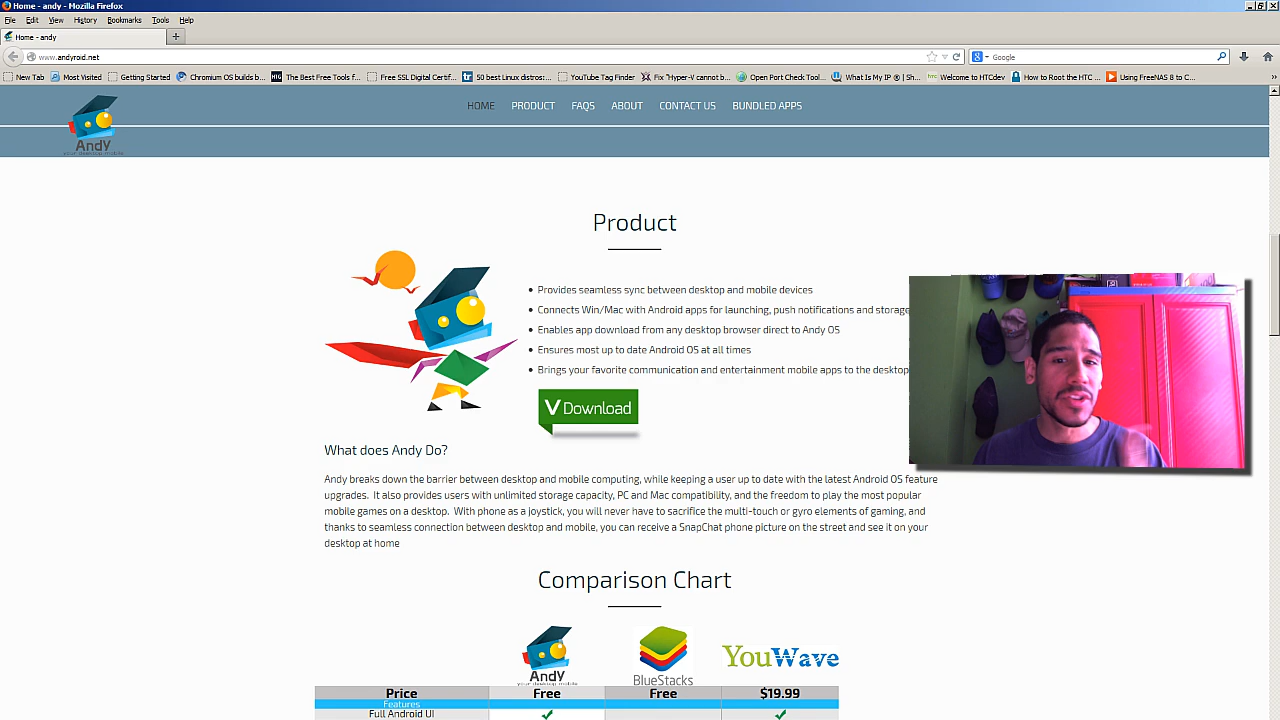 Home - andy - Mozilla Firefox
File Edit View History Bookmarks Tools Help
Home - andy
www.andyroid.net
Google
New Tab Most Visited Getting Started Chromium OS builds b... The Best Free Tools f... Free SSL Digital Certif... 50 best Linux distros:... YouTube Tag Finder Fix "Hyper-V cannot b... Open Port Check Tool... What Is My IP ® | Sh... Welcome to HTCdev How to Root the HTC ... Using FreeNAS 8 to C...
HOME PRODUCT FAQS ABOUT CONTACT US BUNDLED APPS
AndY
your desktop mobile
Product
Provides seamless sync between desktop and mobile devices
Connects Win/Mac with Android apps for launching, push notifications and storage
Enables app download from any desktop browser direct to Andy OS
Ensures most up to date Android OS at all times
Brings your favorite communication and entertainment mobile apps to the desktop
Download
What does Andy Do?
Andy breaks down the barrier between desktop and mobile computing, while keeping a user up to date with the latest Android OS feature
upgrades. It also provides users with unlimited storage capacity, PC and Mac compatibility, and the freedom to play the most popular
mobile games on a desktop. With phone as a joystick, you will never have to sacrifice the multi-touch or gyro elements of gaming, and
thanks to seamless connection between desktop and mobile, you can receive a SnapChat phone picture on the street and see it on your
desktop at home
Comparison Chart
AndY
your desktop mobile
BlueStacks
YouWave
Price Free Free $19.99
Features
Full Android UI